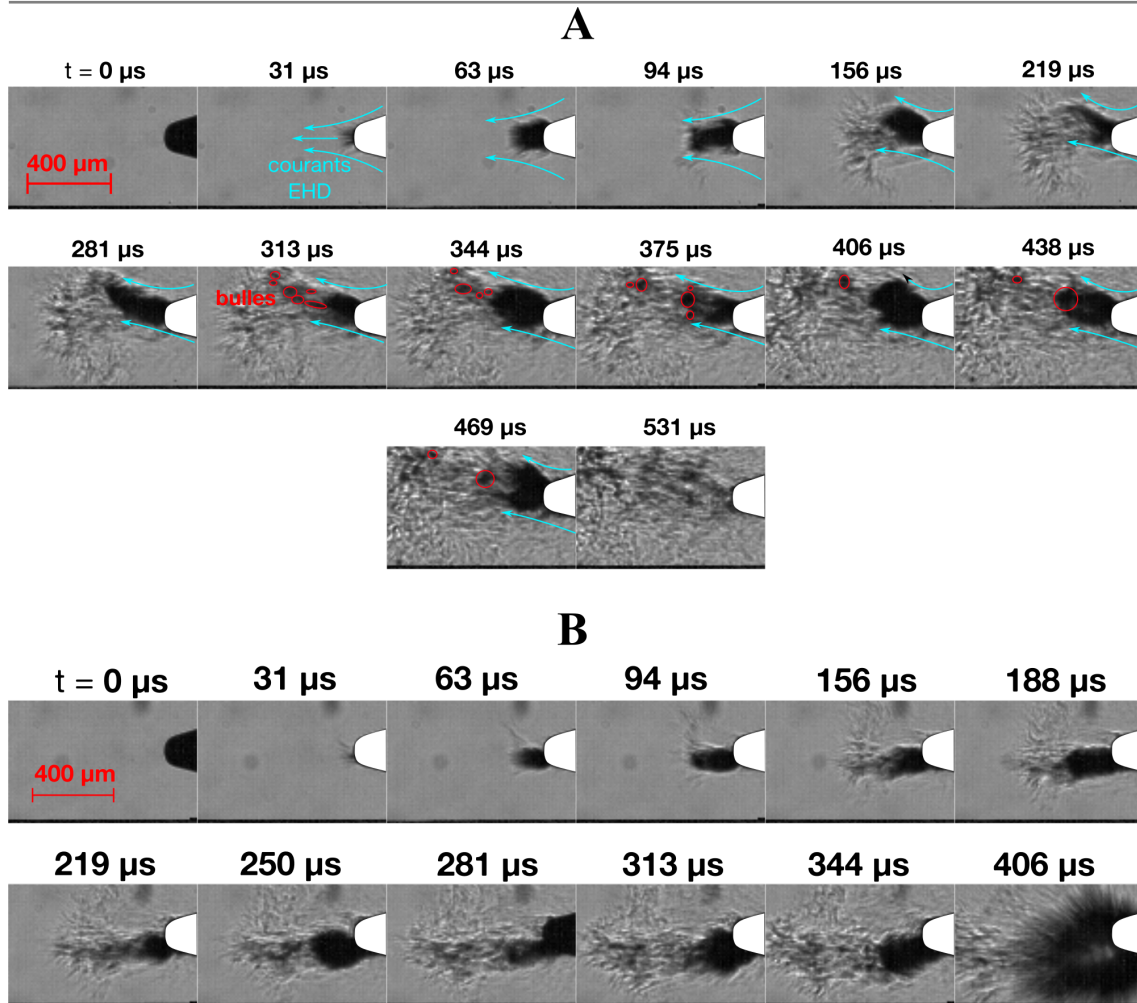 A
t = 0 µs 31 µs 63 µs 94 µs 156 µs 219 µs
400 µm
courants
EHD
281 µs 313 µs 344 µs 375 µs 406 µs 438 µs
bulles
469 µs 531 µs
B
t = 0 µs 31 µs 63 µs 94 µs 156 µs 188 µs
400 µm
219 µs 250 µs 281 µs 313 µs 344 µs 406 µs